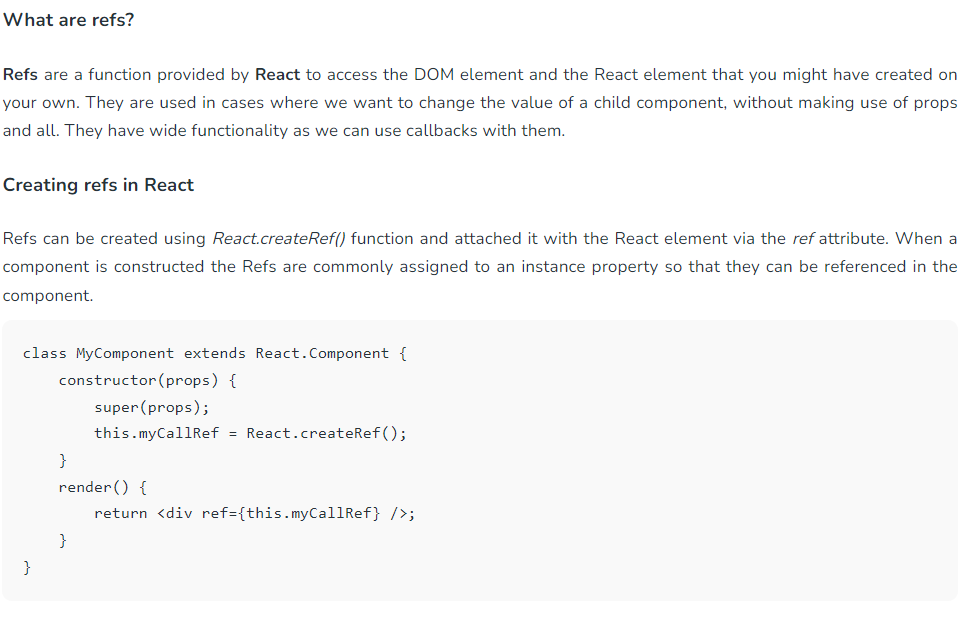 What are refs?
Refs are a function provided by React to access the DOM element and the React element that you might have created on
your own. They are used in cases where we want to change the value of a child component, without making use of props
and all. They have wide functionality as we can use callbacks with them.
Creating refs in React
Refs can be created using React.createRef() function and attached it with the React element via the ref attribute. When a
component is constructed the Refs are commonly assigned to an instance property so that they can be referenced in the
component.
class MyComponent extends React.Component {
    constructor(props) {
        super(props);
        this.myCallRef = React.createRef();
    }
    render() {
        return <div ref={this.myCallRef} />;
    }
}